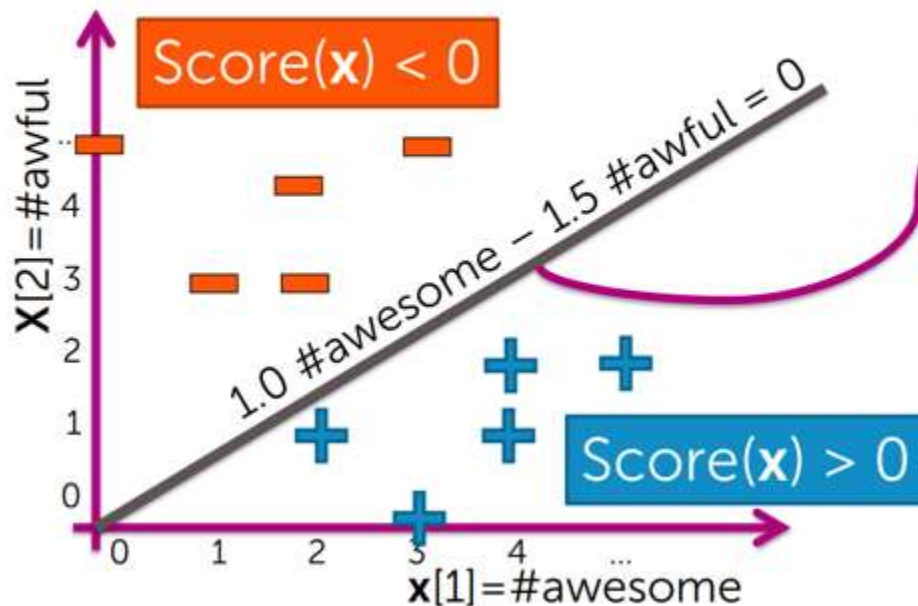 Score(x) < 0
1.0 #awesome – 1.5 #awful = 0
X[2]=#awful
...
4
3
2
1
0
Score(x) > 0
0 1 2 3 4 ...
x[1]=#awesome